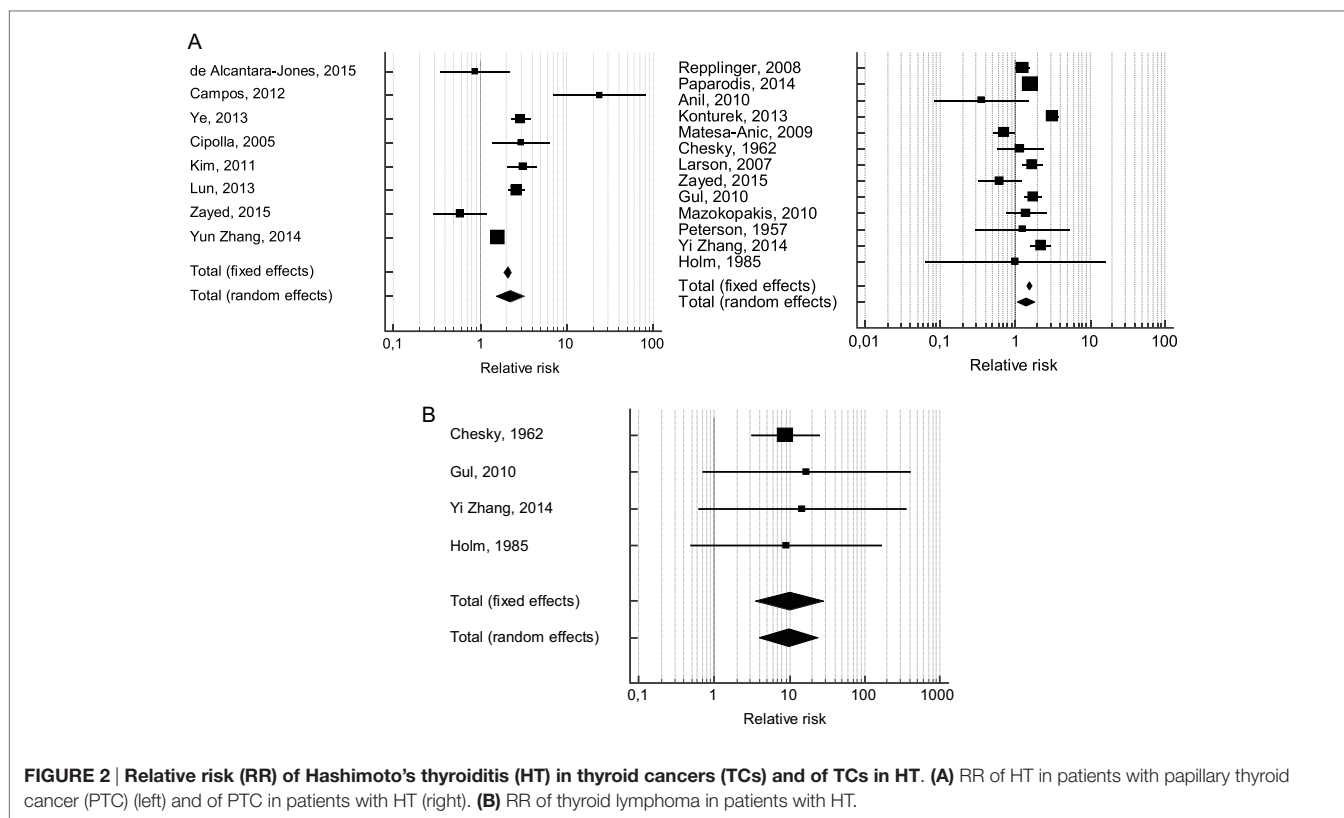 A
de Alcantara-Jones, 2015
Campos, 2012
Ye, 2013
Cipolla, 2005
Kim, 2011
Lun, 2013
Zayed, 2015
Yun Zhang, 2014
Total (fixed effects)
Total (random effects)
0,1 1 10 100
Relative risk
Repplinger, 2008
Paparodis, 2014
Anil, 2010
Konturek, 2013
Matesa-Anic, 2009
Chesky, 1962
Larson, 2007
Zayed, 2015
Gul, 2010
Mazokopakis, 2010
Peterson, 1957
Yi Zhang, 2014
Holm, 1985
Total (fixed effects)
Total (random effects)
0,01 0,1 1 10 100
Relative risk
B
Chesky, 1962
Gul, 2010
Yi Zhang, 2014
Holm, 1985
Total (fixed effects)
Total (random effects)
0,1 1 10 100 1000
Relative risk
FIGURE 2 | Relative risk (RR) of Hashimoto's thyroiditis (HT) in thyroid cancers (TCs) and of TCs in HT. (A) RR of HT in patients with papillary thyroid
cancer (PTC) (left) and of PTC in patients with HT (right). (B) RR of thyroid lymphoma in patients with HT.